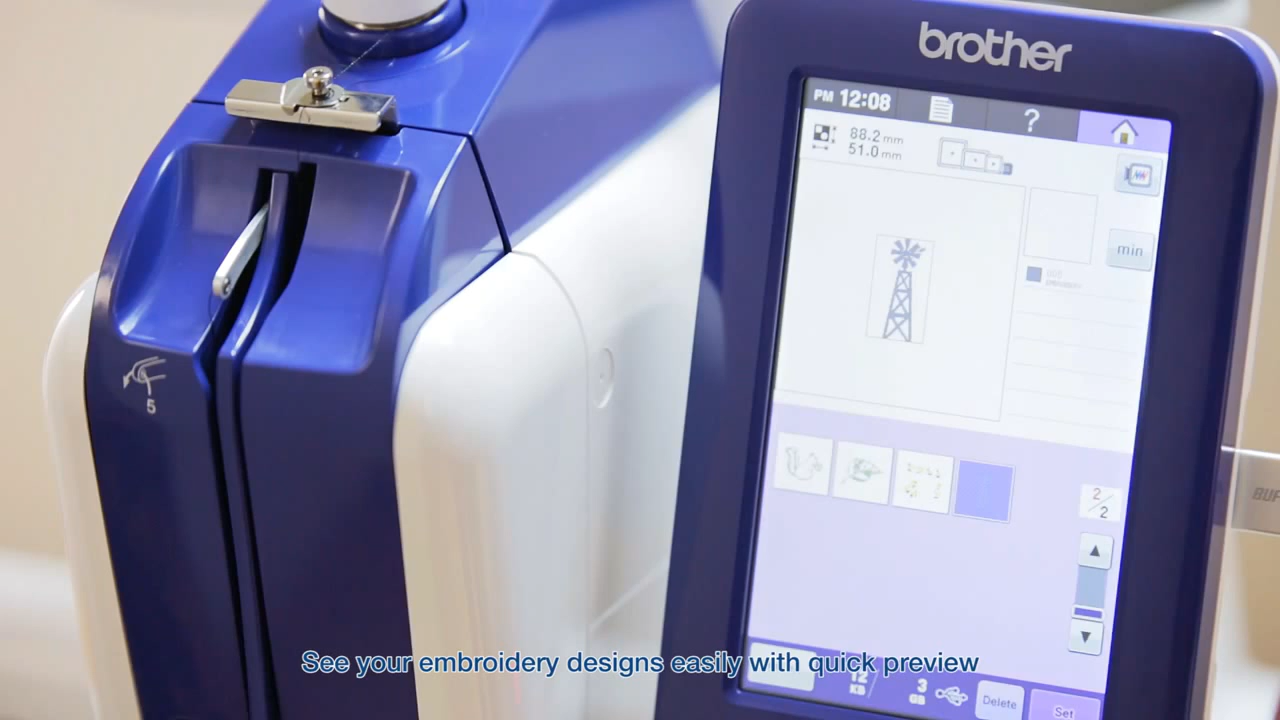 brother
PM 12:08
?
88.2 mm
51.0 mm
min
5
2/2
See your embroidery designs easily with quick preview
12 KB
3 GB
Delete
Set
BUF